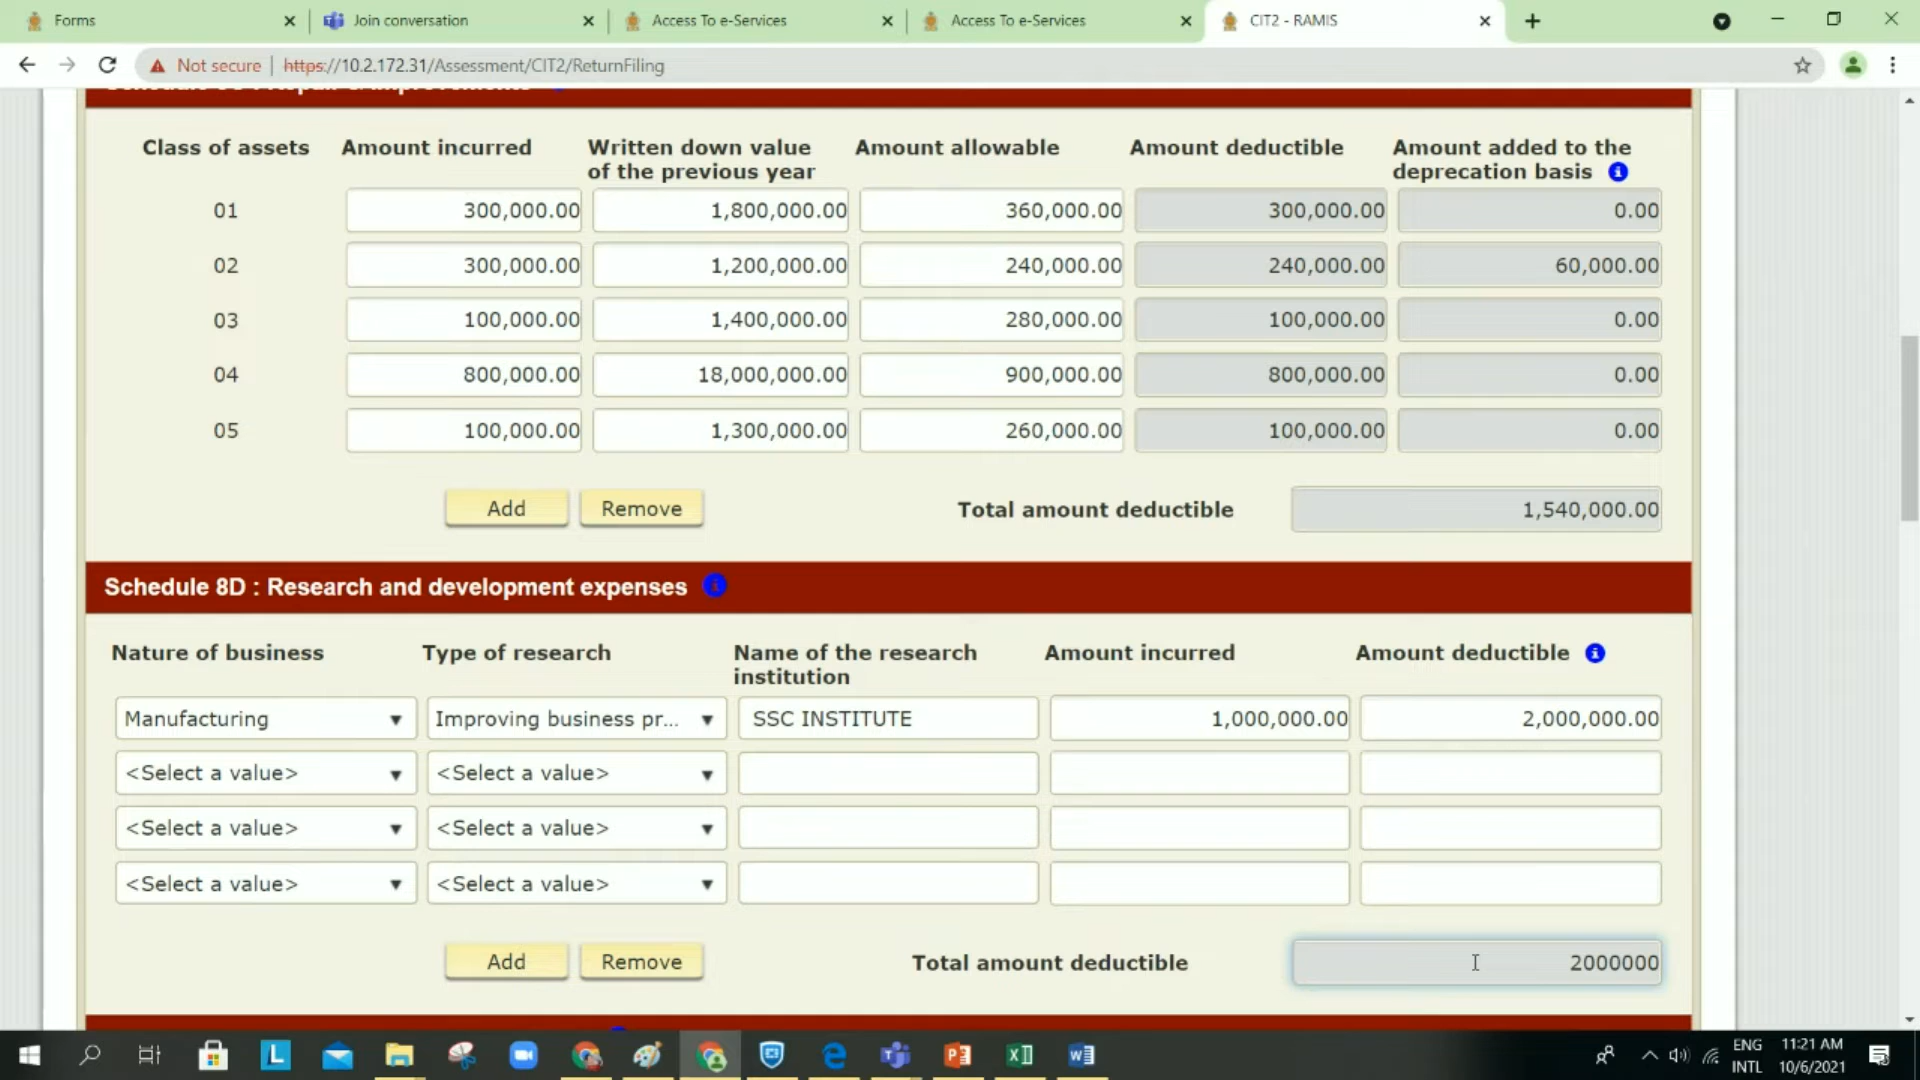 Forms
Join conversation
Access To e-Services
Access To e-Services
CIT2 - RAMIS
Not secure | https://10.2.172.31/Assessment/CIT2/ReturnFiling
Class of assets Amount incurred Written down value of the previous year Amount allowable Amount deductible Amount added to the deprecation basis
01 300,000.00 1,800,000.00 360,000.00 300,000.00 0.00
02 300,000.00 1,200,000.00 240,000.00 240,000.00 60,000.00
03 100,000.00 1,400,000.00 280,000.00 100,000.00 0.00
04 800,000.00 18,000,000.00 900,000.00 800,000.00 0.00
05 100,000.00 1,300,000.00 260,000.00 100,000.00 0.00
Add Remove Total amount deductible 1,540,000.00
Schedule 8D : Research and development expenses
Nature of business Type of research Name of the research institution Amount incurred Amount deductible
Manufacturing Improving business pr... SSC INSTITUTE 1,000,000.00 2,000,000.00
<Select a value> <Select a value>
<Select a value> <Select a value>
<Select a value> <Select a value>
Add Remove Total amount deductible 2000000
ENG 11:21 AM
INTL 10/6/2021